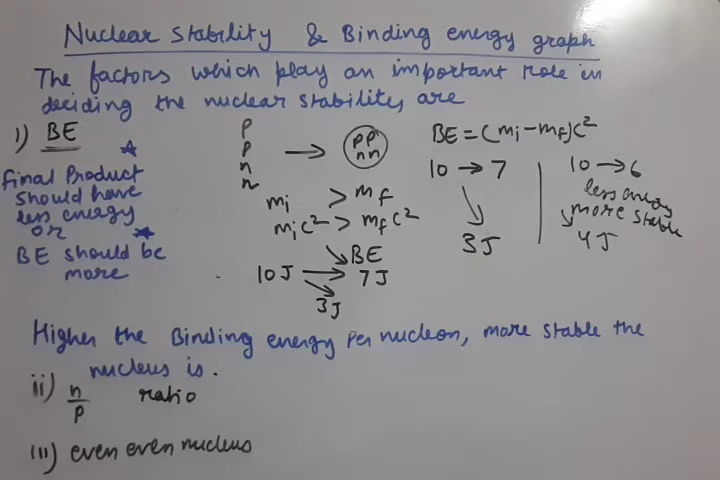 Nuclear Stability & Binding energy graph
The factors which play an important role in
deciding the nuclear stability, are
i) BE
Final Product
should have
less energy
or
BE should be
more
p
p
n
n
→
pp
nn
mi > mf
mic² > mfc²
BE
10J → 7J
3J
BE = (mi - mf)c²
10 → 7
3J
10 → 6
less energy
more stable
4J
Higher the Binding energy Per nucleon, more stable the
nucleus is.
ii) n/p ratio
iii) even even nucleus